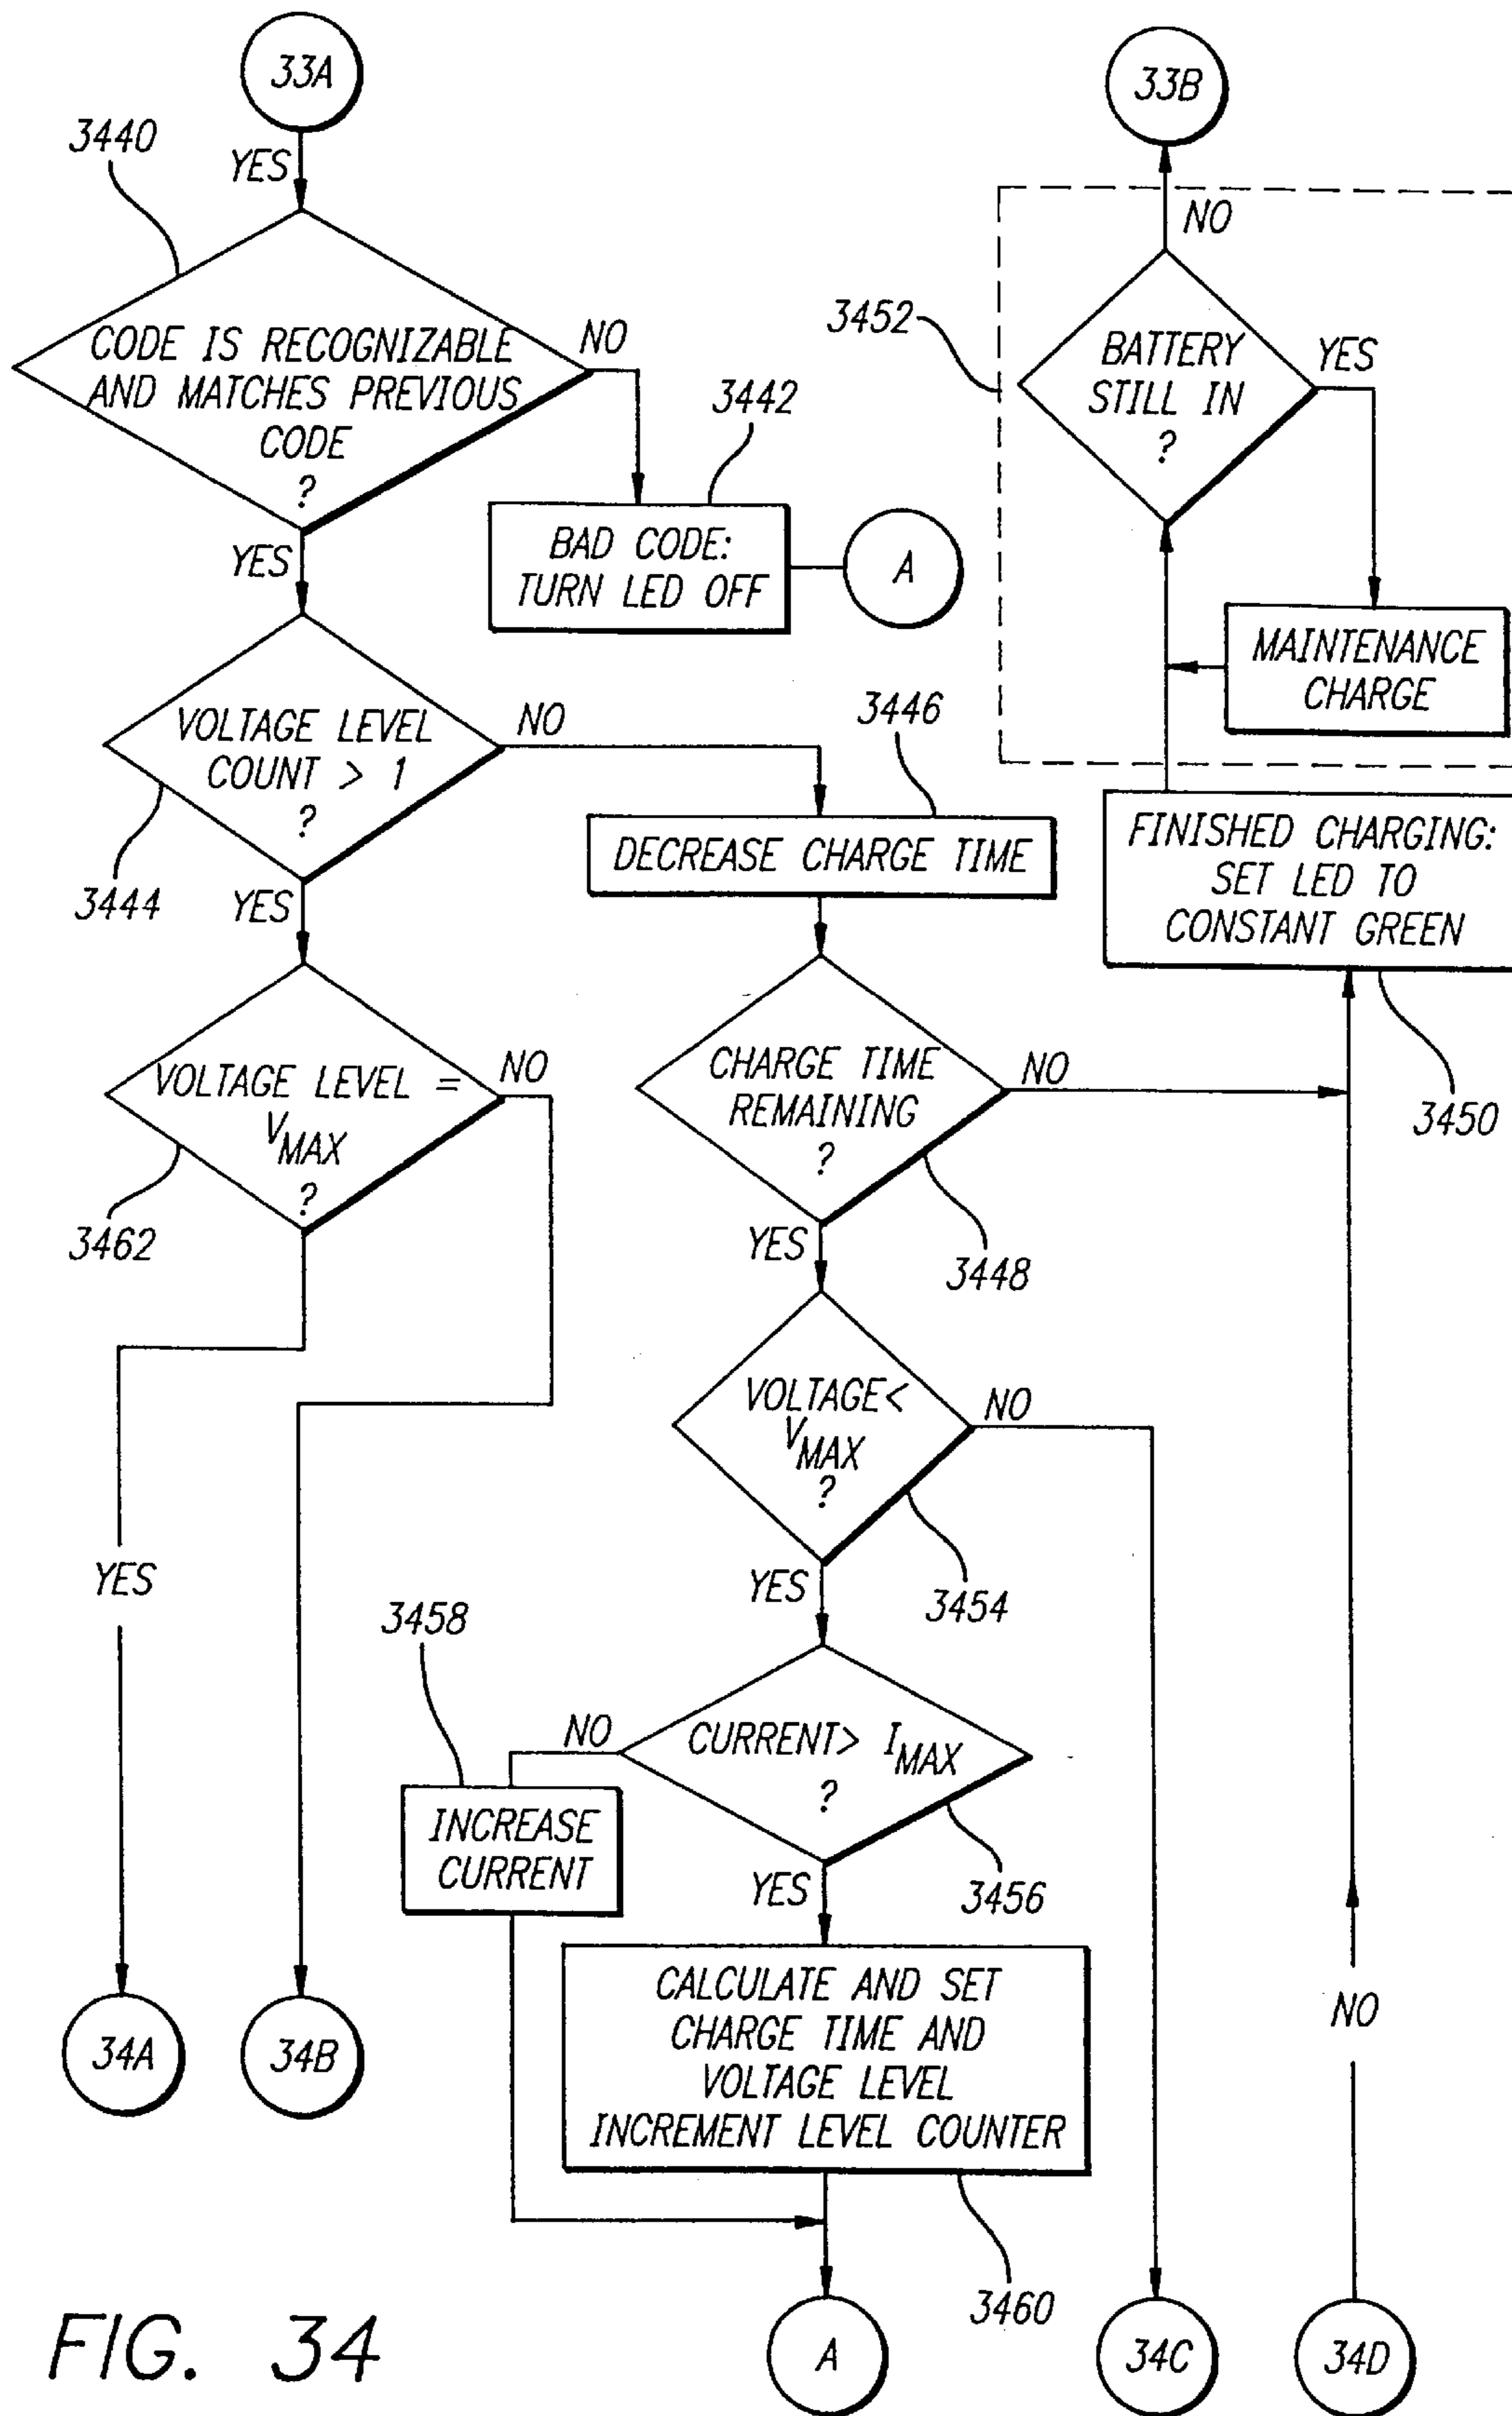 33A
YES
3440
CODE IS RECOGNIZABLE
AND MATCHES PREVIOUS
CODE
?
NO
3442
BAD CODE:
TURN LED OFF
A
YES
VOLTAGE LEVEL
COUNT > 1
?
3444
NO
3446
DECREASE CHARGE TIME
YES
VOLTAGE LEVEL =
VMAX
?
3462
NO
YES
34A
34B
CHARGE TIME
REMAINING
?
NO
3448
YES
VOLTAGE<
VMAX
?
NO
3454
YES
CURRENT> IMAX
?
3456
NO
3458
INCREASE
CURRENT
YES
CALCULATE AND SET
CHARGE TIME AND
VOLTAGE LEVEL
INCREMENT LEVEL COUNTER
3460
A
34C
34D
NO
33B
NO
3452
BATTERY
STILL IN
?
YES
MAINTENANCE
CHARGE
FINISHED CHARGING:
SET LED TO
CONSTANT GREEN
3450
FIG. 34